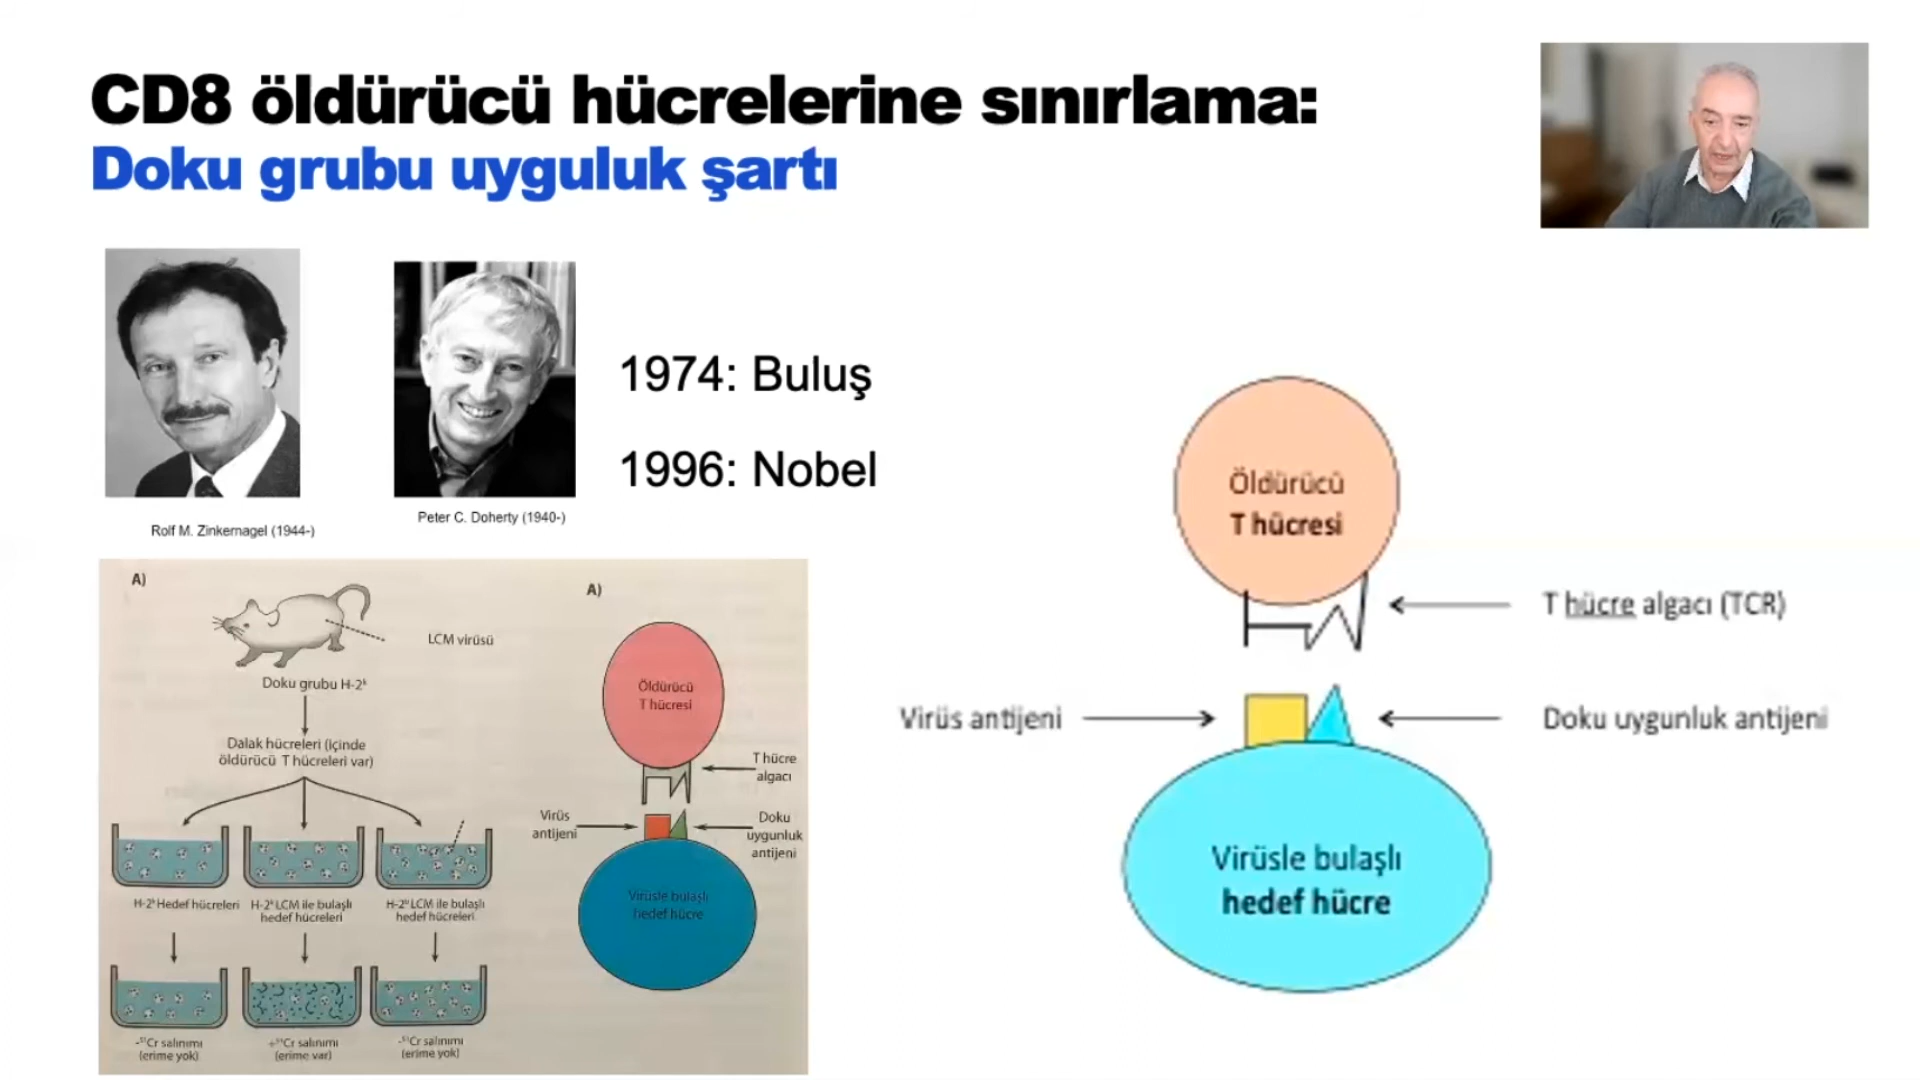 CD8 öldürücü hücrelerine sınırlama:
Doku grubu uyguluk şartı
1974: Buluş
1996: Nobel
Rolf M. Zinkernagel (1944-)
Peter C. Doherty (1940-)
A)
LCM virüsü
Doku grubu H-2ᵏ
Dalak hücreleri (içinde
öldürücü T hücreleri var)
H-2ᵏ Hedef hücreleri
H-2ᵏ LCM ile bulaşlı
hedef hücreleri
H-2ᵇ LCM ile bulaşlı
hedef hücreleri
-⁵¹Cr salınımı
(erime yok)
+⁵¹Cr salınımı
(erime var)
-⁵¹Cr salınımı
(erime yok)
A)
Öldürücü
T hücresi
T hücre
algacı
Virüs
antijeni
Doku
uygunluk
antijeni
Virüsle bulaşlı
hedef hücre
Öldürücü
T hücresi
T hücre algacı (TCR)
Virüs antijeni
Doku uygunluk antijeni
Virüsle bulaşlı
hedef hücre